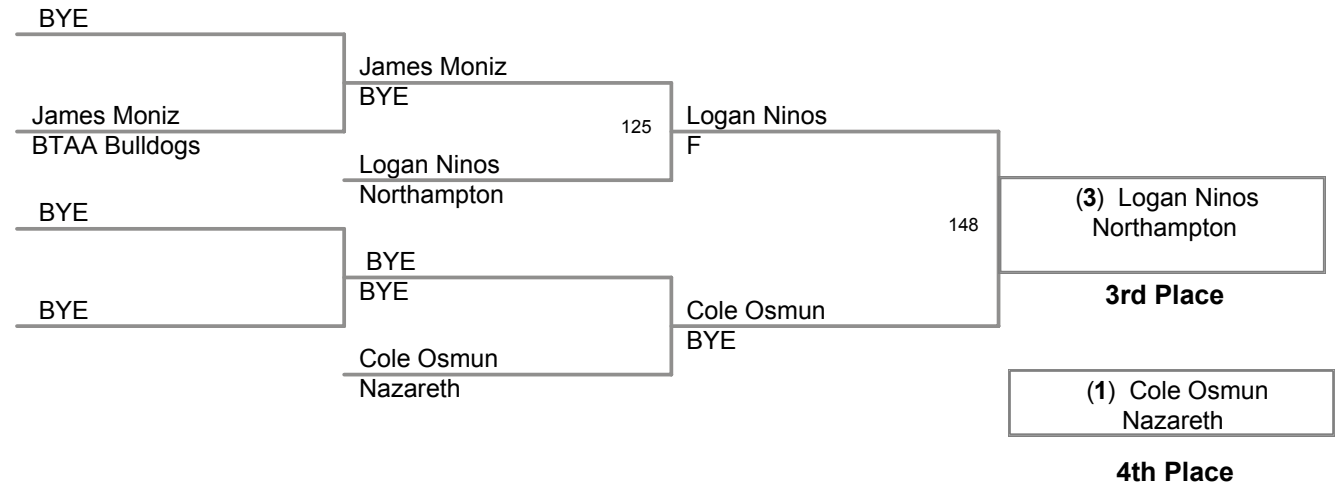 BYE
James Moniz
BYE
James Moniz
BTAA Bulldogs
125
Logan Ninos
F
Logan Ninos
Northampton
(3) Logan Ninos
Northampton
BYE
148
BYE
BYE
3rd Place
BYE
Cole Osmun
BYE
Cole Osmun
Nazareth
(1) Cole Osmun
Nazareth
4th Place